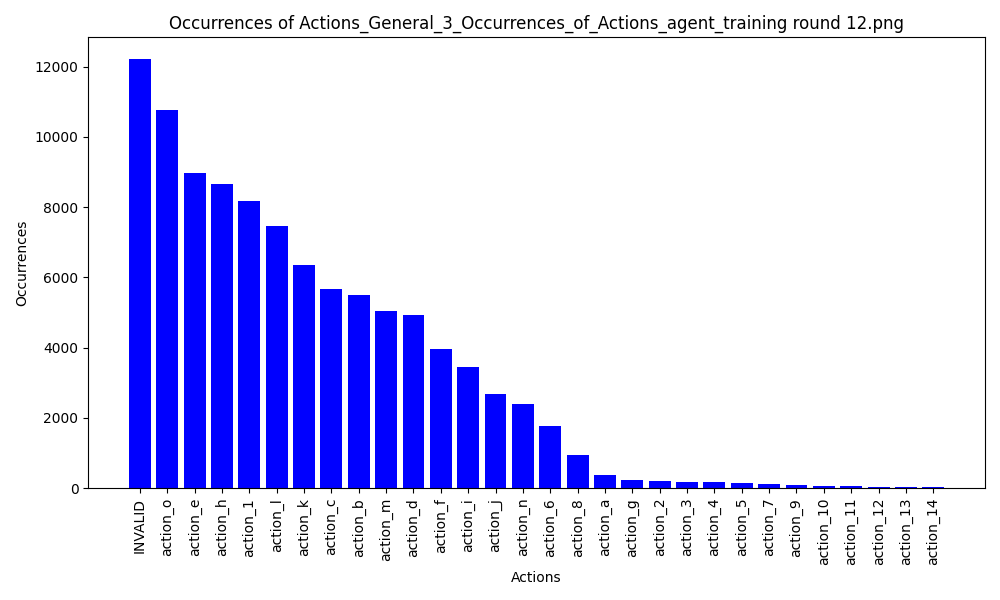 Occurrences of Actions_General_3_Occurrences_of_Actions_agent_training round 12.png
12000
10000
8000
6000
4000
2000
0
Occurrences
INVALID
action_o
action_e
action_h
action_1
action_l
action_k
action_c
action_b
action_m
action_d
action_f
action_i
action_j
action_n
action_6
action_8
action_a
action_g
action_2
action_3
action_4
action_5
action_7
action_9
action_10
action_11
action_12
action_13
action_14
Actions